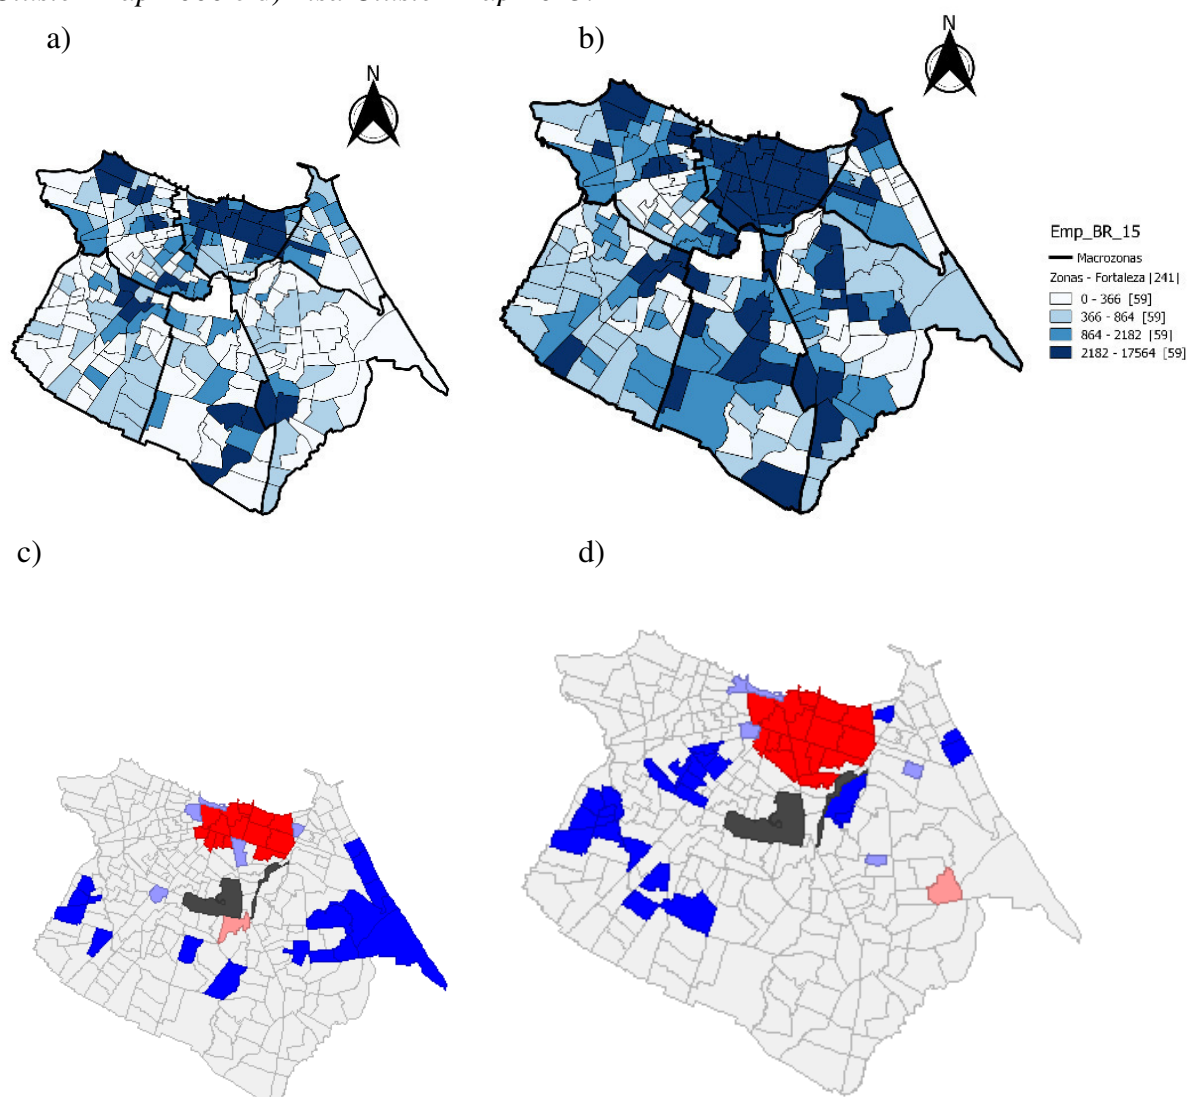 a)
b)
N
N
Emp_BR_15
Macrozonas
Zonas - Fortaleza |241|
0 - 366 [59]
366 - 864 [59]
864 - 2182 |59|
2182 - 17564 [59]
c)
d)